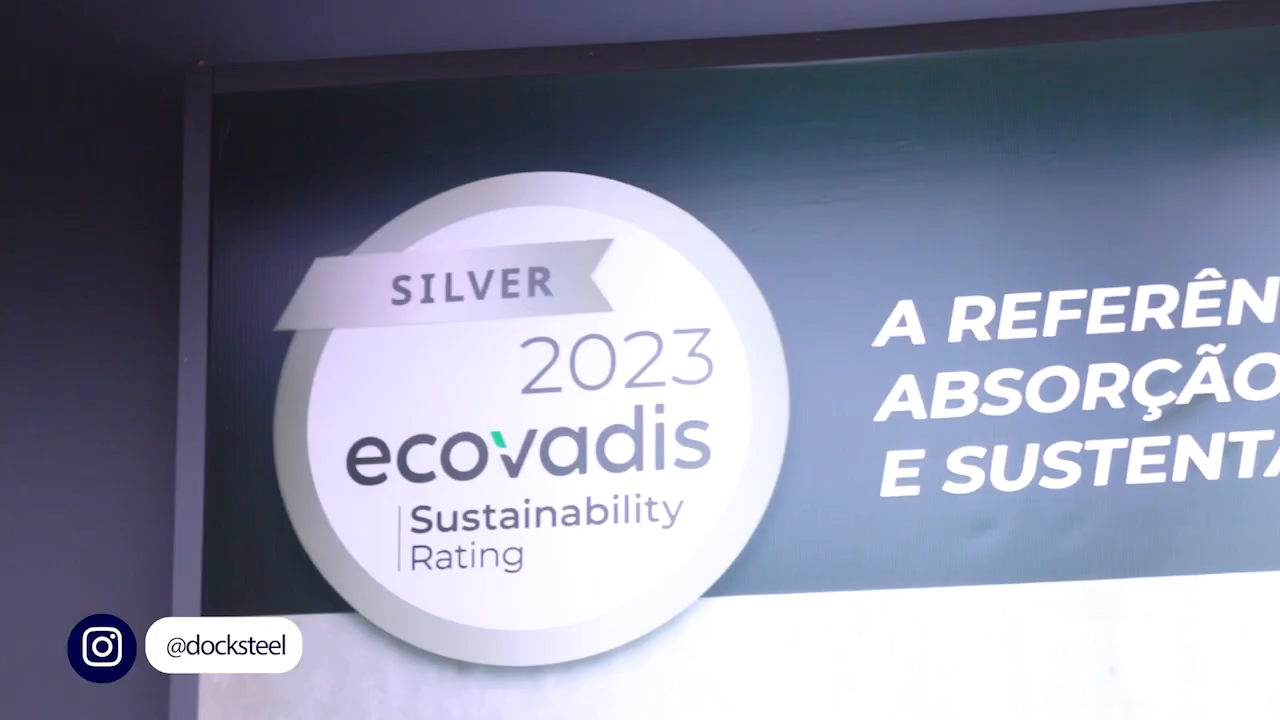 SILVER
2023
ecovadis
Sustainability
Rating
A REFERÊN
ABSORÇÃO
E SUSTENTA
@docksteel